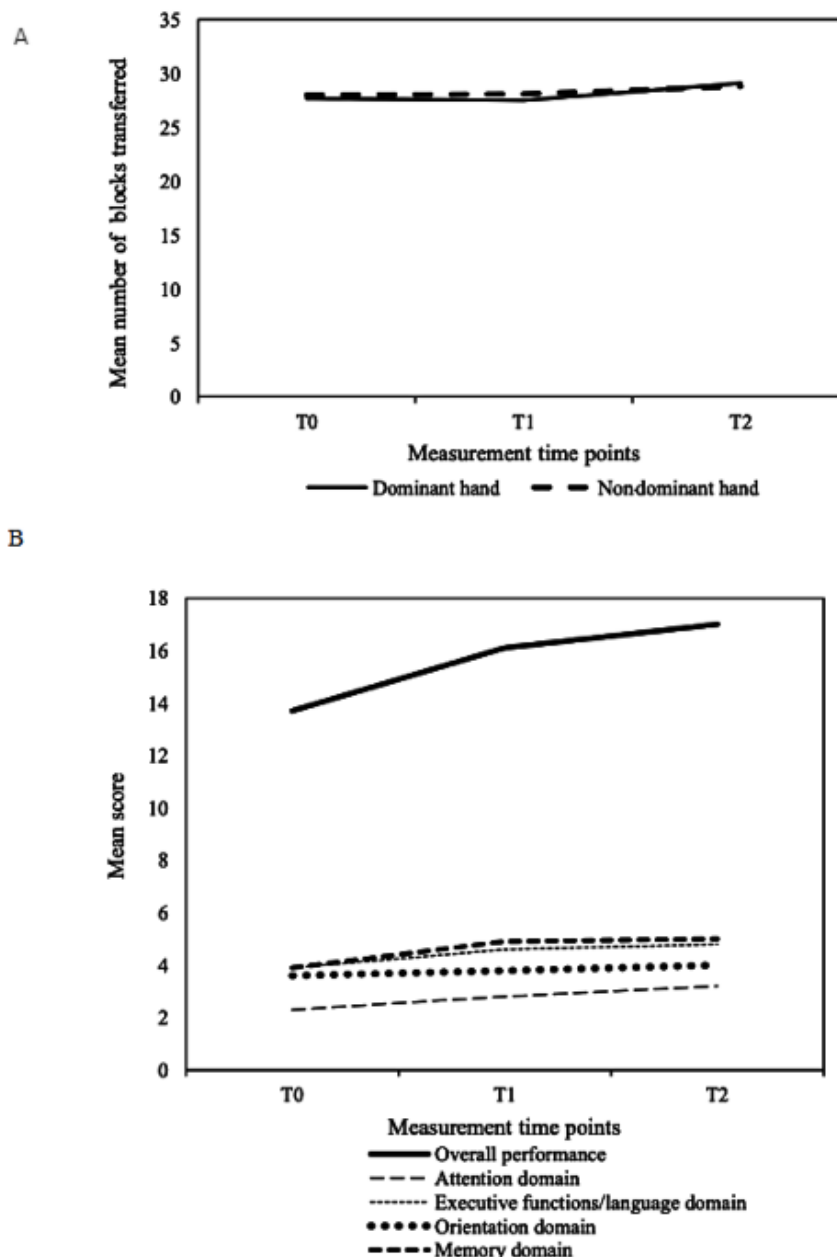 A
35
30
25
20
15
10
5
0
Mean number of blocks transferred
T0 T1 T2
Measurement time points
Dominant hand Non-dominant hand
B
18
16
14
12
10
8
6
4
2
0
Mean score
T0 T1 T2
Measurement time points
Overall performance
Attention domain
Executive functions/language domain
Orientation domain
Memory domain